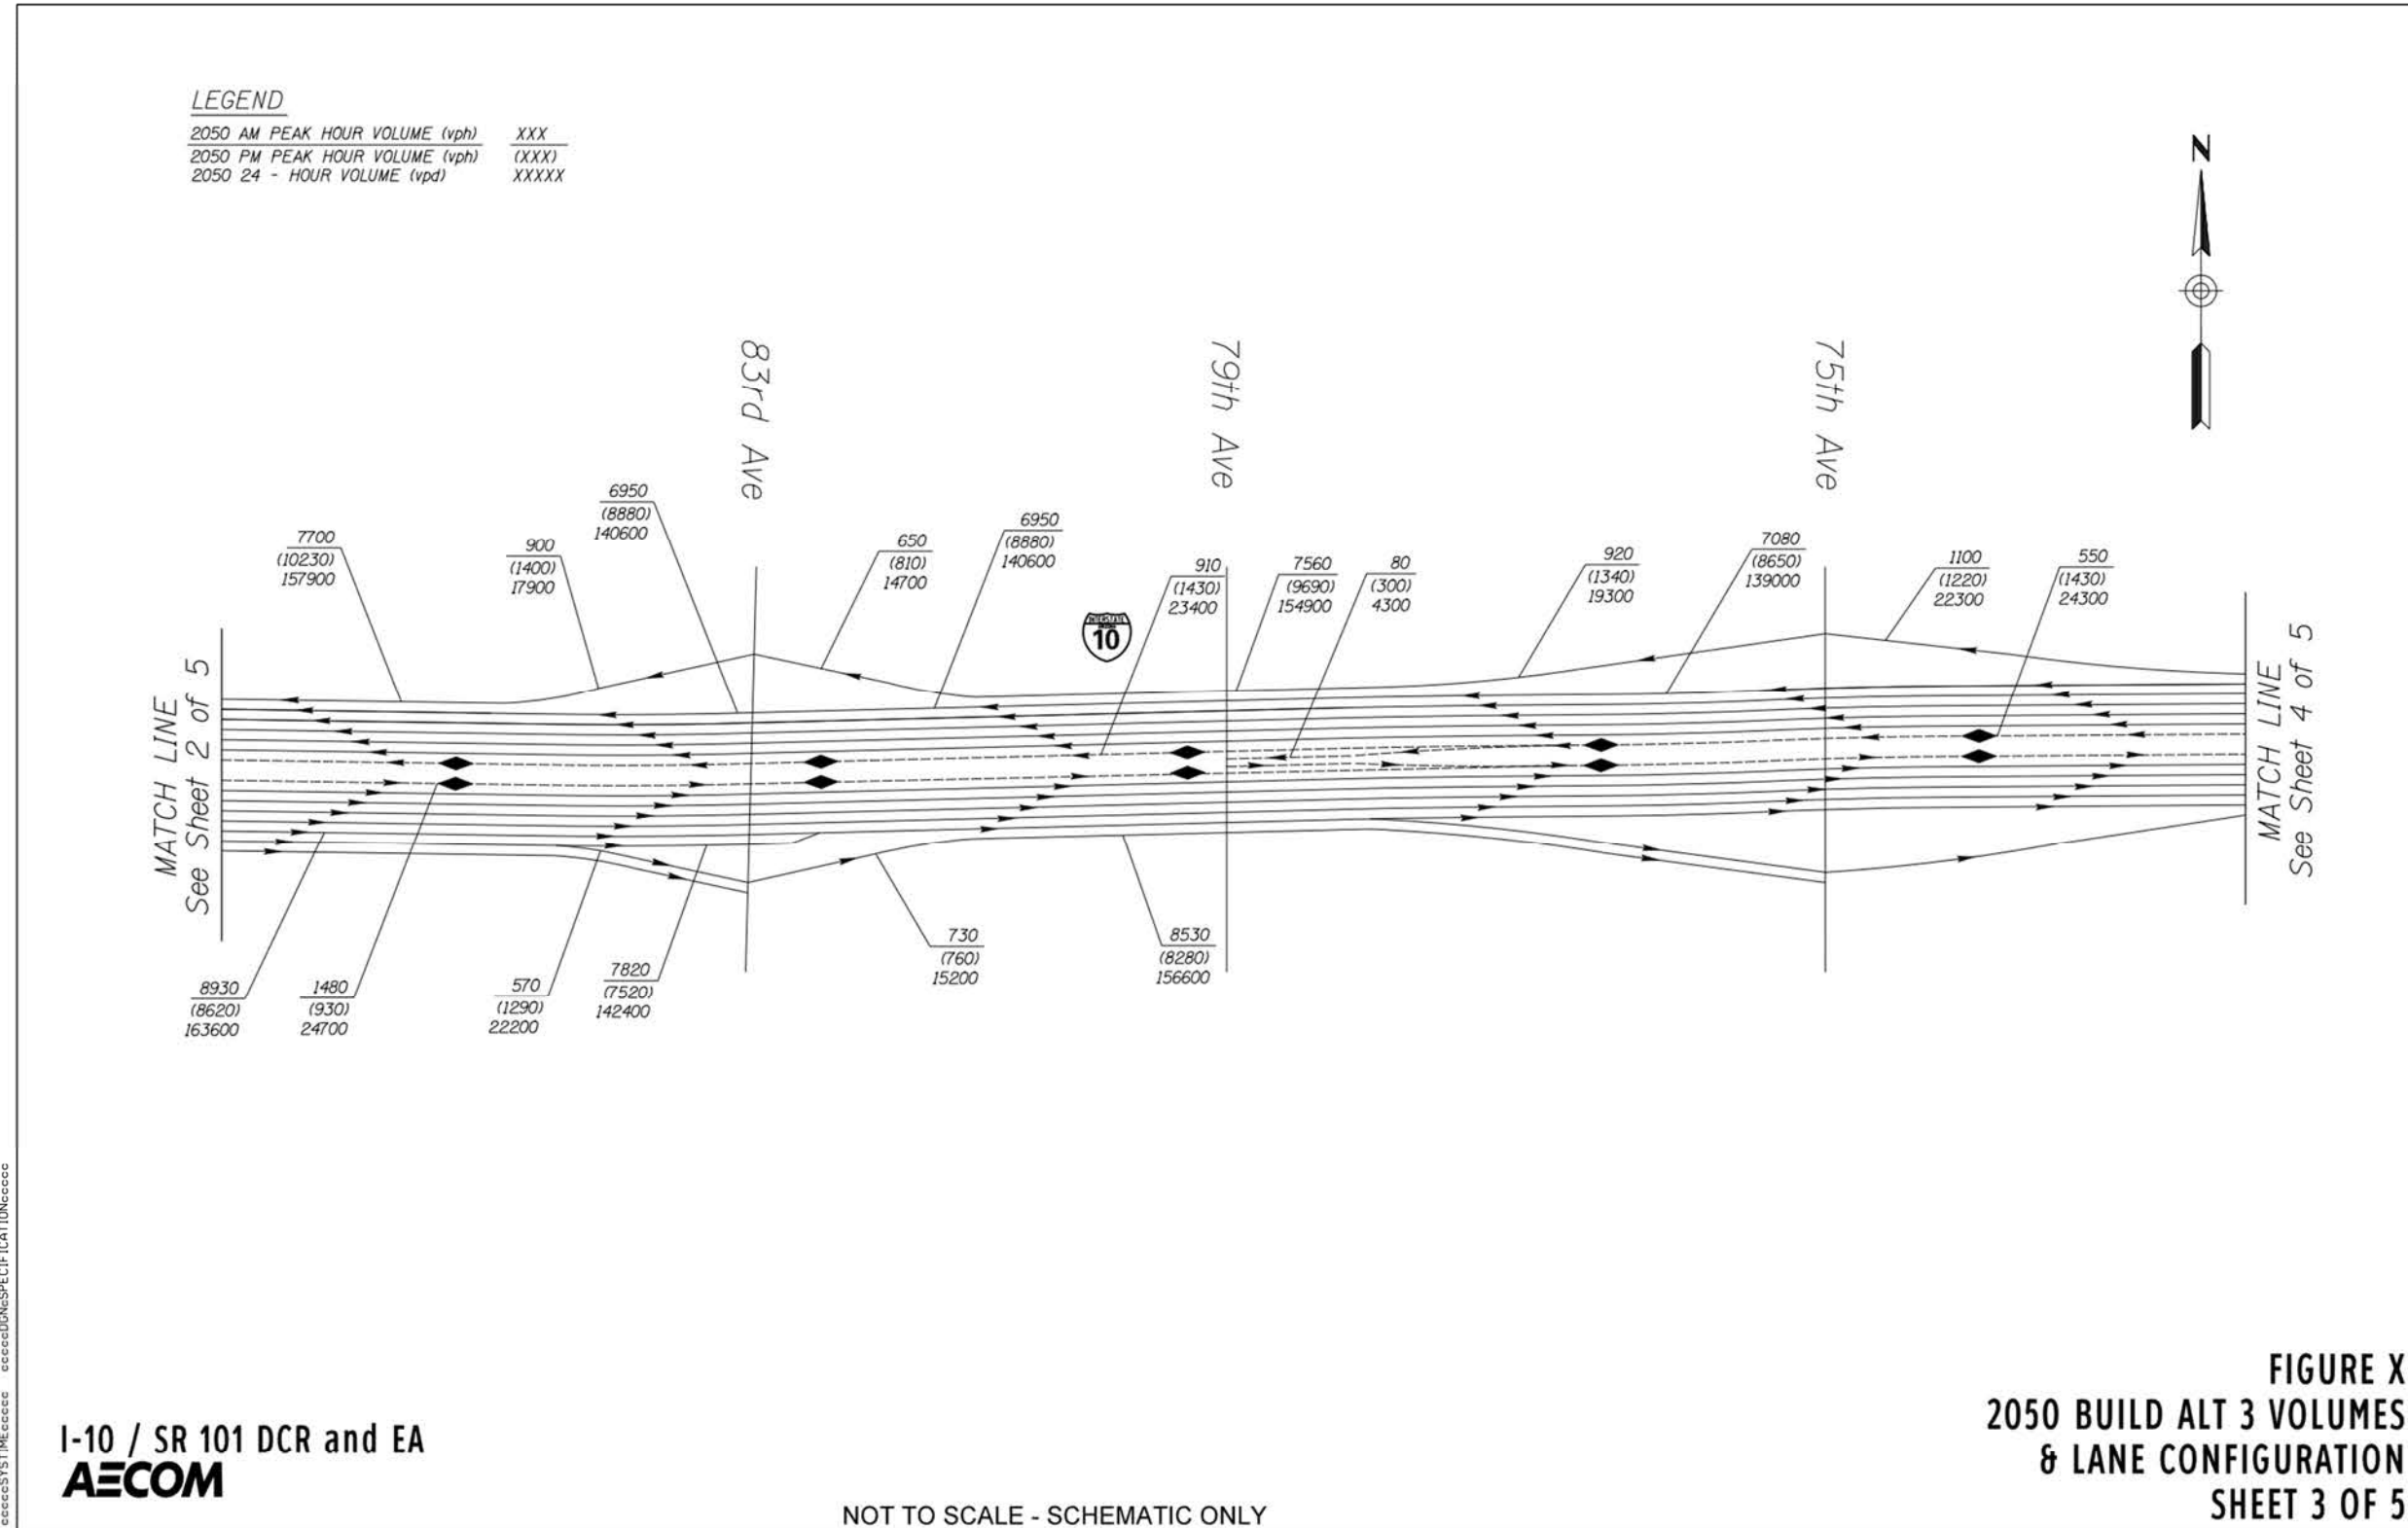 LEGEND
2050 AM PEAK HOUR VOLUME (vph) XXX
2050 PM PEAK HOUR VOLUME (vph) (XXX)
2050 24 - HOUR VOLUME (vpd) XXXXX
N
83rd Ave
79th Ave
75th Ave
7700
(10230)
157900
900
(1400)
17900
6950
(8880)
140600
650
(810)
14700
6950
(8880)
140600
910
(1430)
23400
7560
(9690)
154900
80
(300)
4300
920
(1340)
19300
7080
(8650)
139000
1100
(1220)
22300
550
(1430)
24300
INTERSTATE
10
MATCH LINE
See Sheet 2 of 5
MATCH LINE
See Sheet 4 of 5
8930
(8620)
163600
1480
(930)
24700
570
(1290)
22200
7820
(7520)
142400
730
(760)
15200
8530
(8280)
156600
I-10 / SR 101 DCR and EA
AECOM
NOT TO SCALE - SCHEMATIC ONLY
FIGURE X
2050 BUILD ALT 3 VOLUMES
& LANE CONFIGURATION
SHEET 3 OF 5